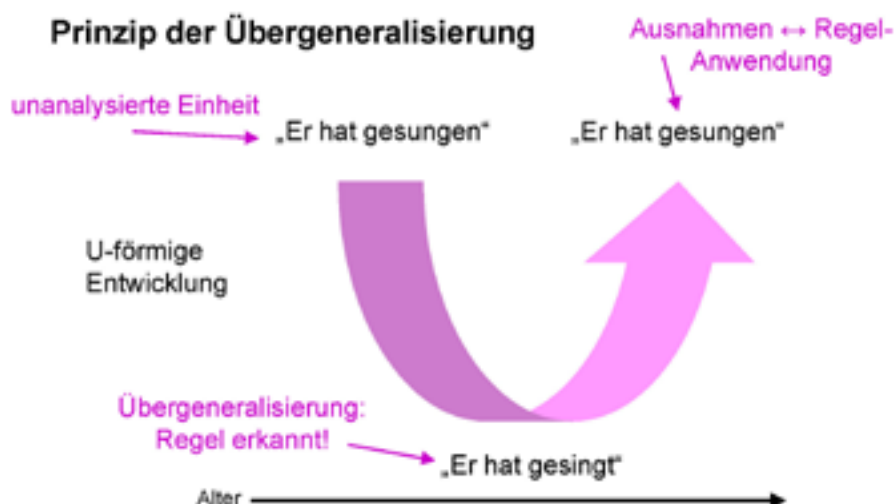 Prinzip der Übergeneralisierung
Ausnahmen ↔ Regel-
Anwendung
unanalysierte Einheit
„Er hat gesungen“
„Er hat gesungen“
U-förmige
Entwicklung
Übergeneralisierung:
Regel erkannt!
„Er hat gesingt“
Alter